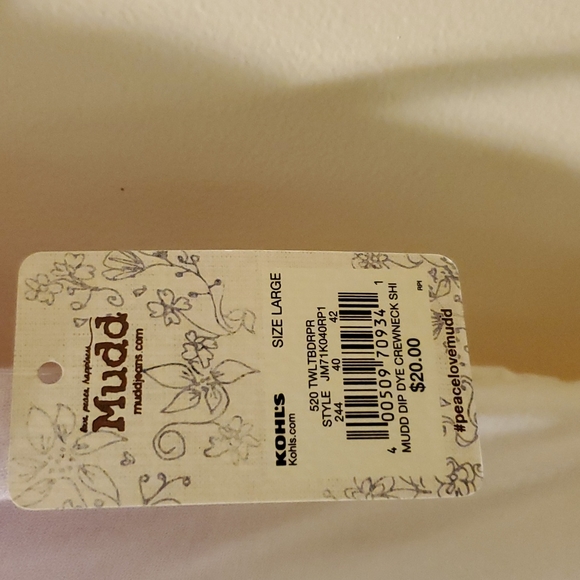 love, peace, happiness
Mudd
muddjeans.com
SIZE LARGE
KOHL'S
Kohls.com
520 TWLTBDRPR
STYLE JM71K040RP1
244 40 42
4 00509 70934 1
MUDD DIP DYE CREWNECK SHI
$20.00
RPI
#peacelovemudd